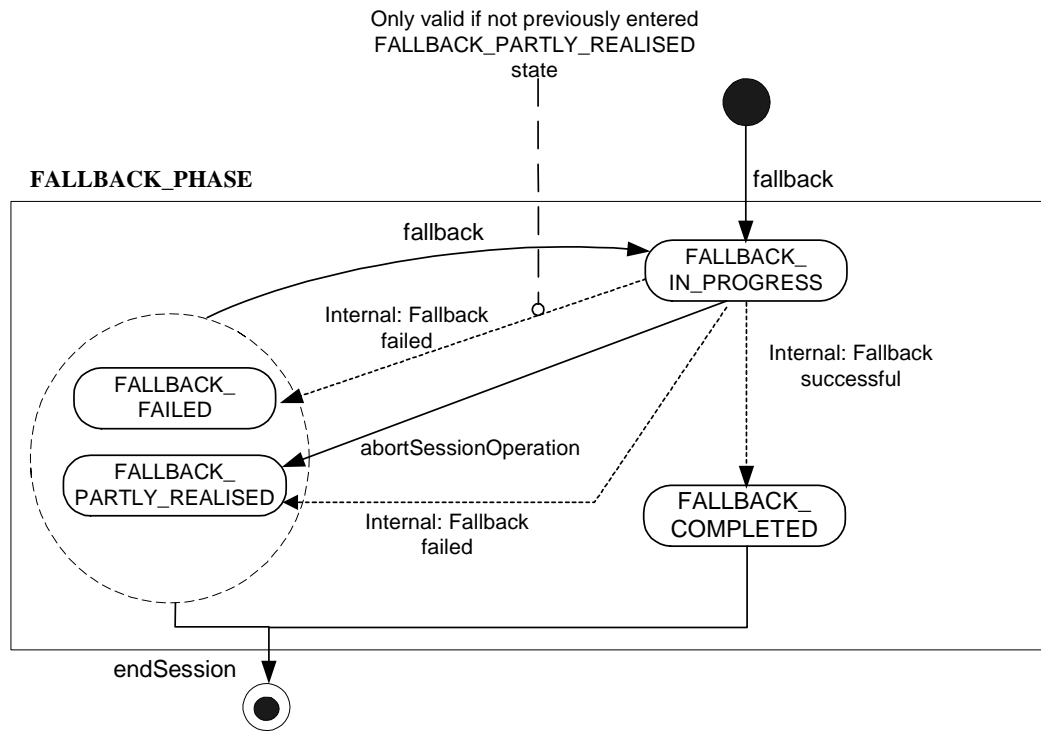 Only valid if not previously entered
FALLBACK_PARTLY_REALISED
state
fallback
FALLBACK_PHASE
fallback
FALLBACK_
IN_PROGRESS
Internal: Fallback
failed
Internal: Fallback
successful
FALLBACK_
FAILED
abortSessionOperation
FALLBACK_
PARTLY_REALISED
FALLBACK_
COMPLETED
Internal: Fallback
failed
endSession